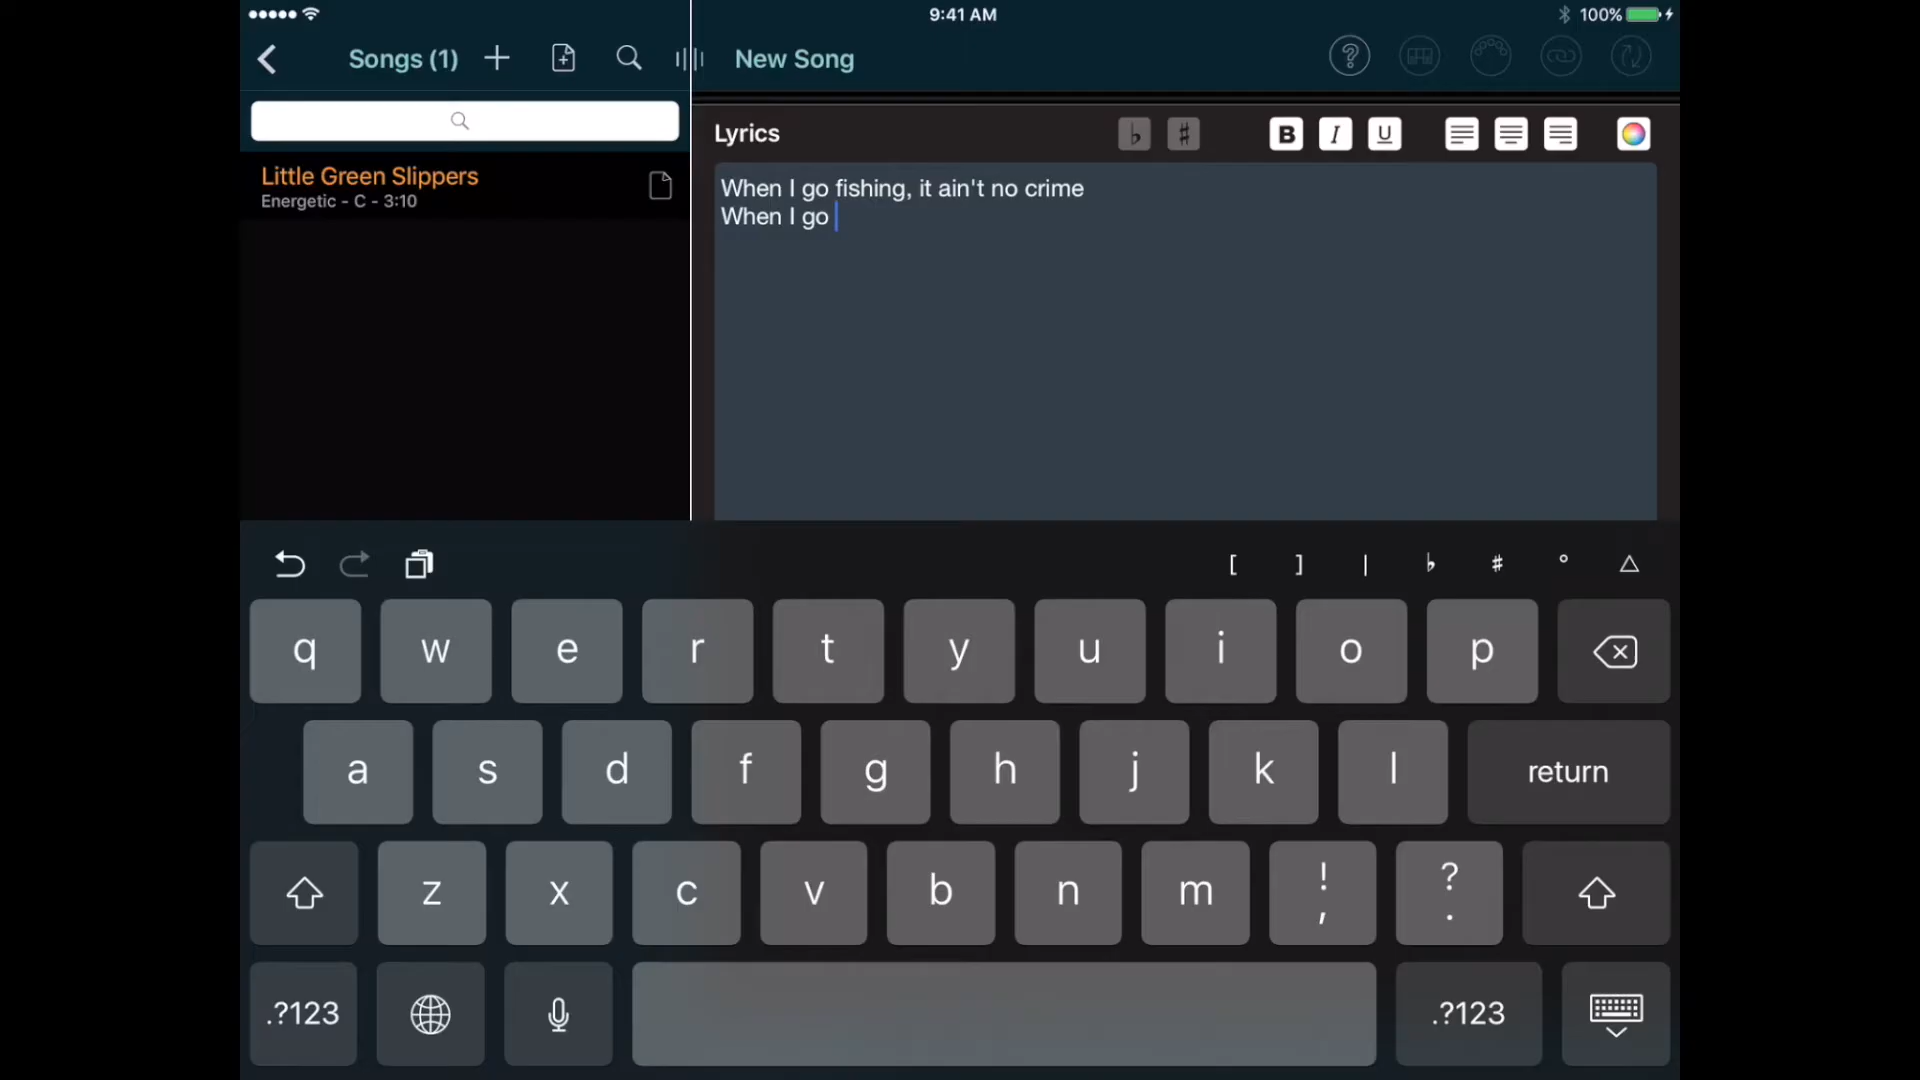 9:41 AM
100%
Songs (1)
New Song
Lyrics
♭ ♯
B I U
Little Green Slippers
Energetic - C - 3:10
When I go fishing, it ain't no crime
When I go
[ ] | ♭ ♯ ° △
q w e r t y u i o p
a s d f g h j k l return
z x c v b n m ! , ? .
.?123 .?123